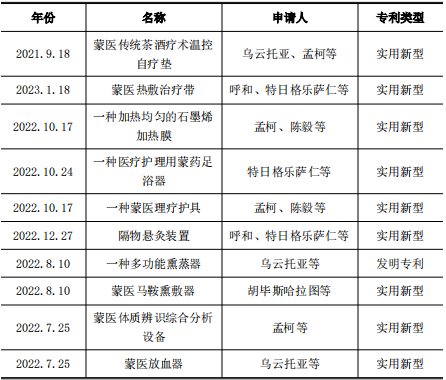 年份 名称 申请人 专利类型
2021.9.18 蒙医传统茶酒疗术温控自疗垫 乌云托亚、孟柯等 实用新型
2023.1.18 蒙医热敷治疗带 呼和、特日格乐萨仁等 实用新型
2022.10.17 一种加热均匀的石墨烯加热膜 孟柯、陈毅等 实用新型
2022.10.24 一种医疗护理用蒙药足浴器 特日格乐萨仁等 实用新型
2022.10.17 一种蒙医理疗护具 孟柯、陈毅等 实用新型
2022.12.27 隔物悬灸装置 呼和、特日格乐萨仁等 实用新型
2022.8.10 一种多功能熏蒸器 乌云托亚等 发明专利
2022.8.10 蒙医马鞍熏敷器 胡毕斯哈拉图等 实用新型
2022.7.25 蒙医体质辨识综合分析设备 孟柯等 实用新型
2022.7.25 蒙医放血器 乌云托亚等 实用新型